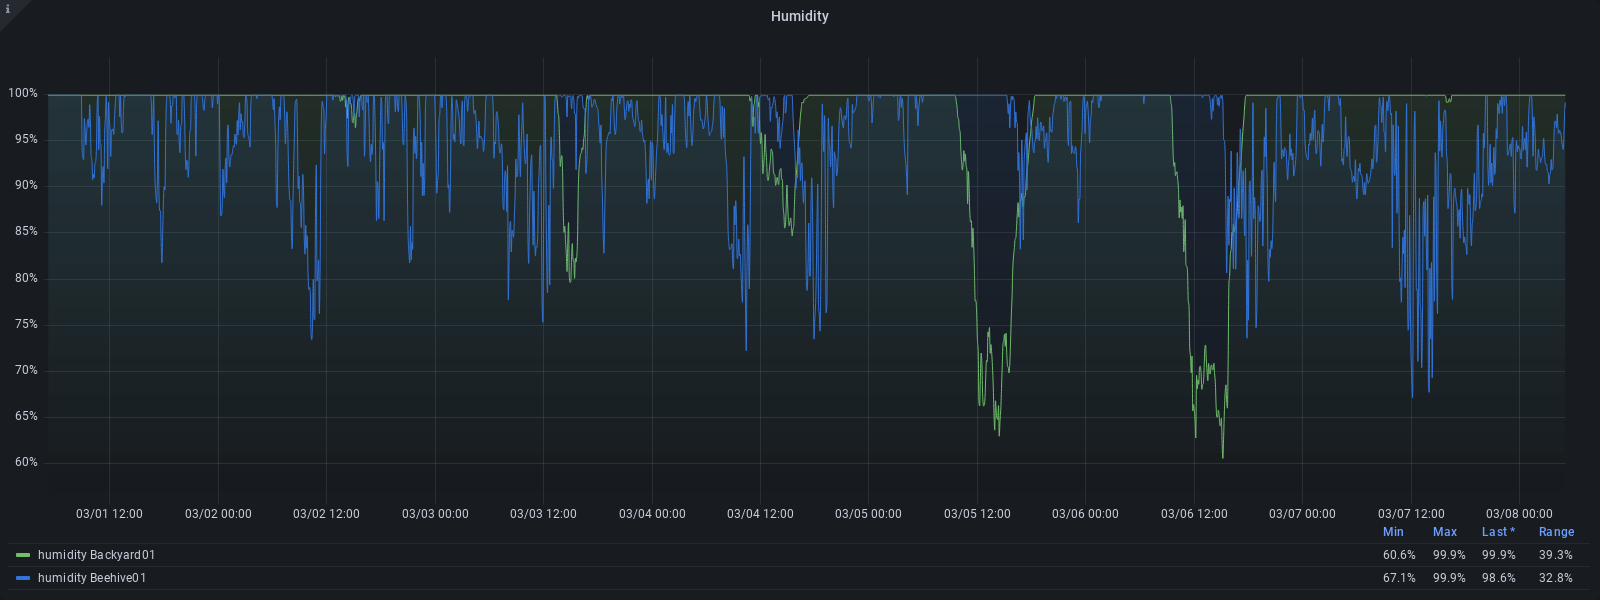 i
Humidity
100%
95%
90%
85%
80%
75%
70%
65%
60%
03/01 12:00 03/02 00:00 03/02 12:00 03/03 00:00 03/03 12:00 03/04 00:00 03/04 12:00 03/05 00:00 03/05 12:00 03/06 00:00 03/06 12:00 03/07 00:00 03/07 12:00 03/08 00:00
Min Max Last * Range
humidity Backyard01 60.6% 99.9% 99.9% 39.3%
humidity Beehive01 67.1% 99.9% 98.6% 32.8%